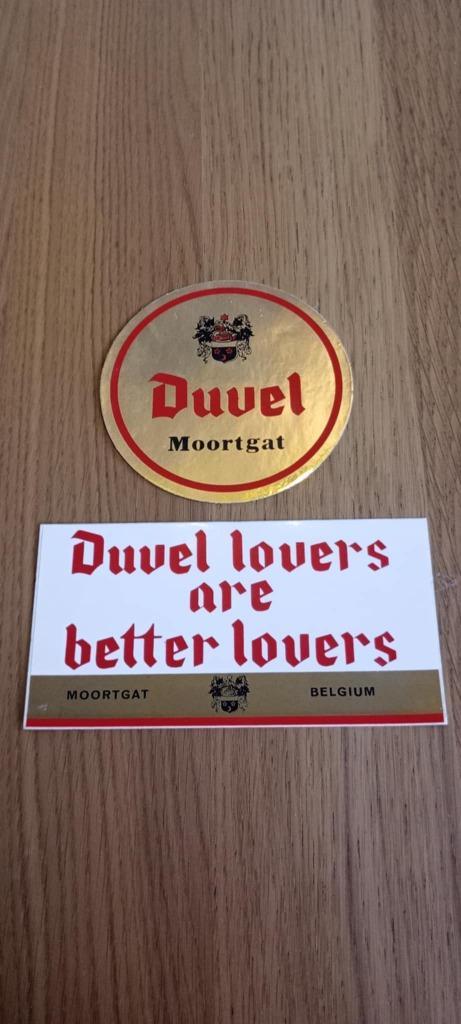 Duvel
Moortgat
Duvel lovers
are
better lovers
MOORTGAT BELGIUM